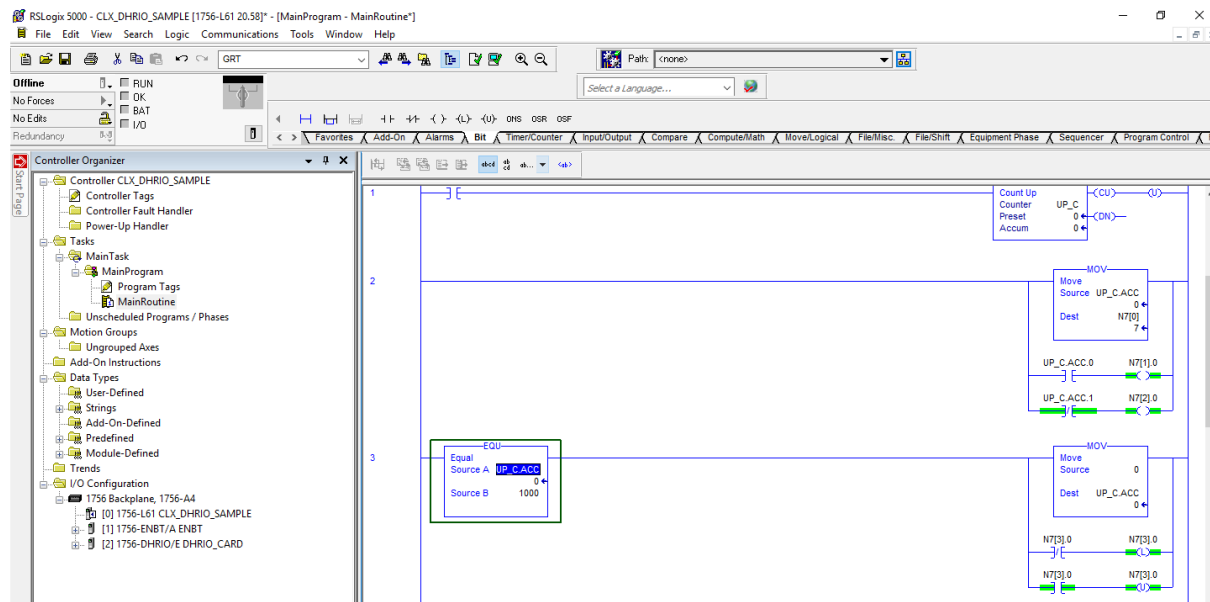 RSLogix 5000 - CLX_DHRIO_SAMPLE [1756-L61 20.58]* - [MainProgram - MainRoutine*]
File Edit View Search Logic Communications Tools Window Help
GRT
Path: <none>
Offline
RUN
No Forces
OK
No Edits
BAT
Redundancy
I/O
Select a Language...
ONS OSR OSF
Favorites Add-On Alarms Bit Timer/Counter Input/Output Compare Compute/Math Move/Logical File/Misc. File/Shift Equipment Phase Sequencer Program Control
Start Page
Controller Organizer
Controller CLX_DHRIO_SAMPLE
Controller Tags
Controller Fault Handler
Power-Up Handler
Tasks
MainTask
MainProgram
Program Tags
MainRoutine
Unscheduled Programs / Phases
Motion Groups
Ungrouped Axes
Add-On Instructions
Data Types
User-Defined
Strings
Add-On-Defined
Predefined
Module-Defined
Trends
I/O Configuration
1756 Backplane, 1756-A4
[0] 1756-L61 CLX_DHRIO_SAMPLE
[1] 1756-ENBT/A ENBT
[2] 1756-DHRIO/E DHRIO_CARD
1
Count Up
Counter UP_C
Preset 0
Accum 0
CU
DN
U
2
MOV
Move
Source UP_C.ACC
0
Dest N7[0]
7
UP_C.ACC.0 N7[1].0
UP_C.ACC.1 N7[2].0
3
EQU
Equal
Source A UP_C.ACC
0
Source B 1000
MOV
Move
Source 0
Dest UP_C.ACC
0
N7[3].0 N7[3].0
L
N7[3].0 N7[3].0
U